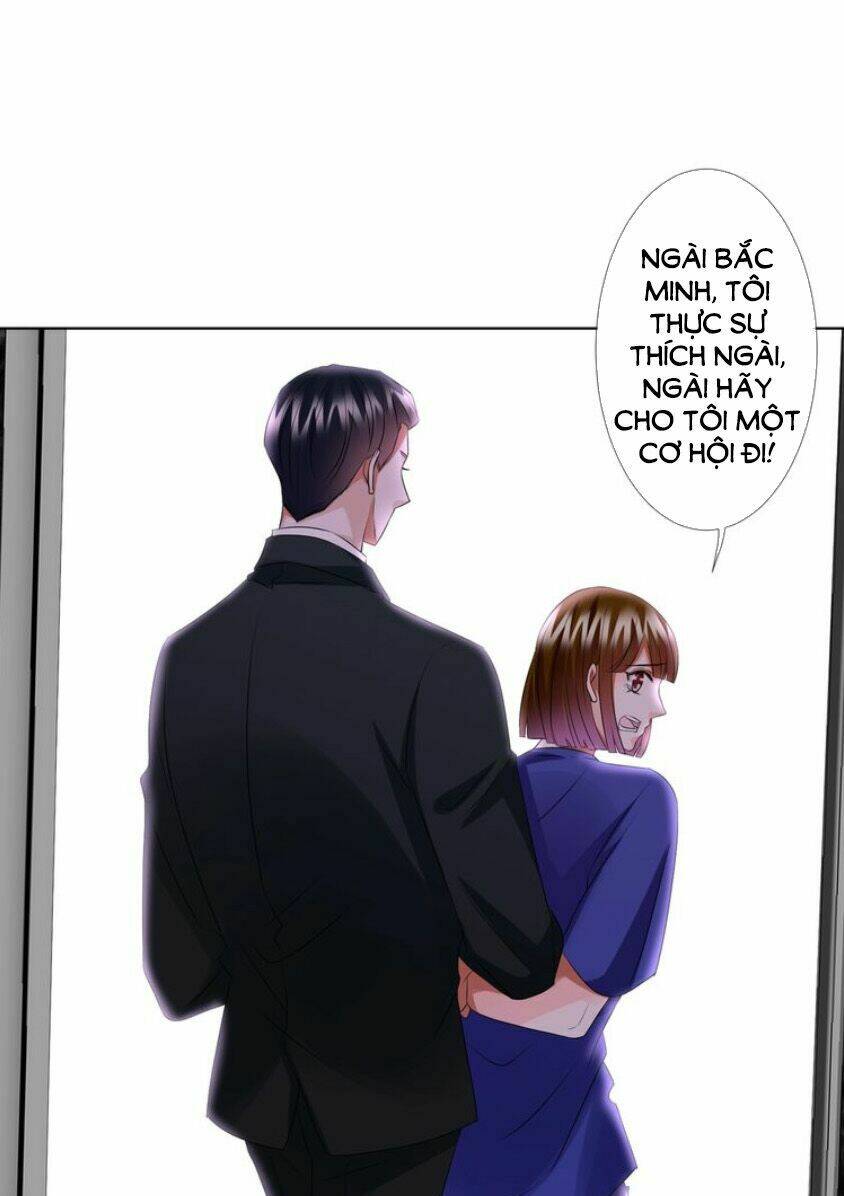 NGÀI BẮC
MINH, TÔI
THỰC SỰ
THÍCH NGÀI,
NGÀI HÃY
CHO TÔI MỘT
CƠ HỘI ĐI!